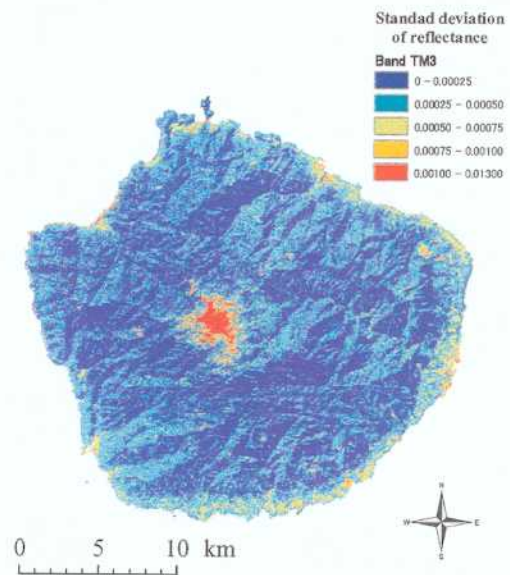 Standad deviation
of reflectance
Band TM3
0 – 0.00025
0.00025 – 0.00050
0.00050 – 0.00075
0.00075 – 0.00100
0.00100 – 0.01300
N
W E
S
0 5 10 km